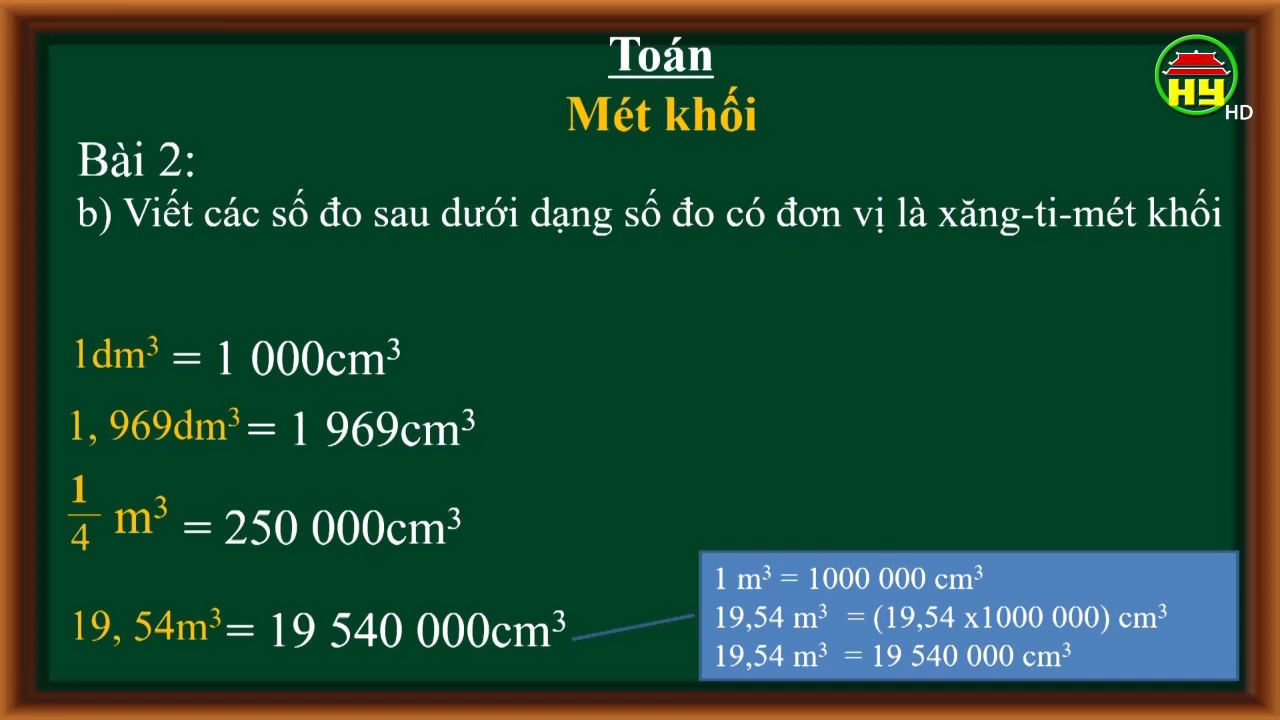 Toán
HY
HD
Mét khối
Bài 2:
b) Viết các số đo sau dưới dạng số đo có đơn vị là xăng-ti-mét khối
1dm³ = 1 000cm³
1, 969dm³ = 1 969cm³
1/4 m³ = 250 000cm³
19, 54m³ = 19 540 000cm³
1 m³ = 1000 000 cm³
19,54 m³ = (19,54 x1000 000) cm³
19,54 m³ = 19 540 000 cm³